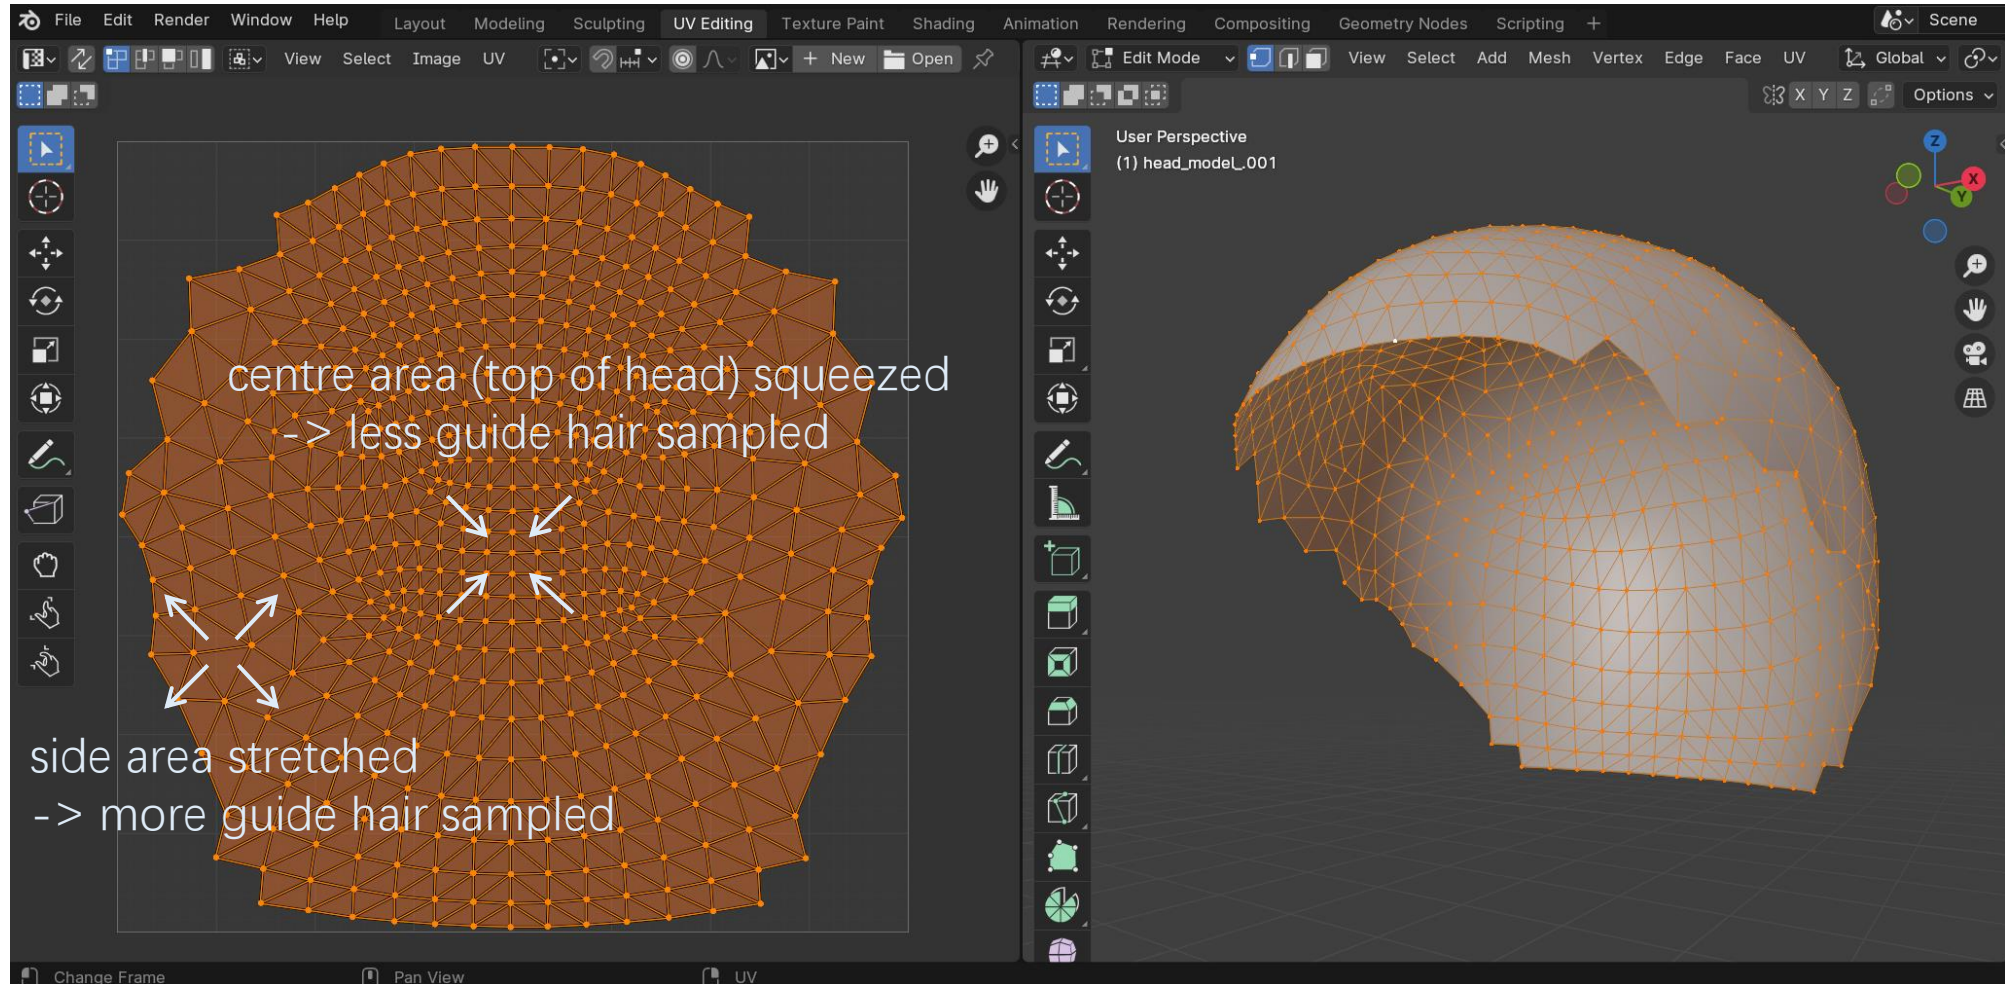 File Edit Render Window Help Layout Modeling Sculpting UV Editing Texture Paint Shading Animation Rendering Compositing Geometry Nodes Scripting + Scene
View Select Image UV + New Open
Edit Mode View Select Add Mesh Vertex Edge Face UV Global
X Y Z Options
User Perspective
(1) head_model_.001
Z
X
Y
centre area (top of head) squeezed
-> less guide hair sampled
side area stretched
-> more guide hair sampled
Change Frame Pan View UV